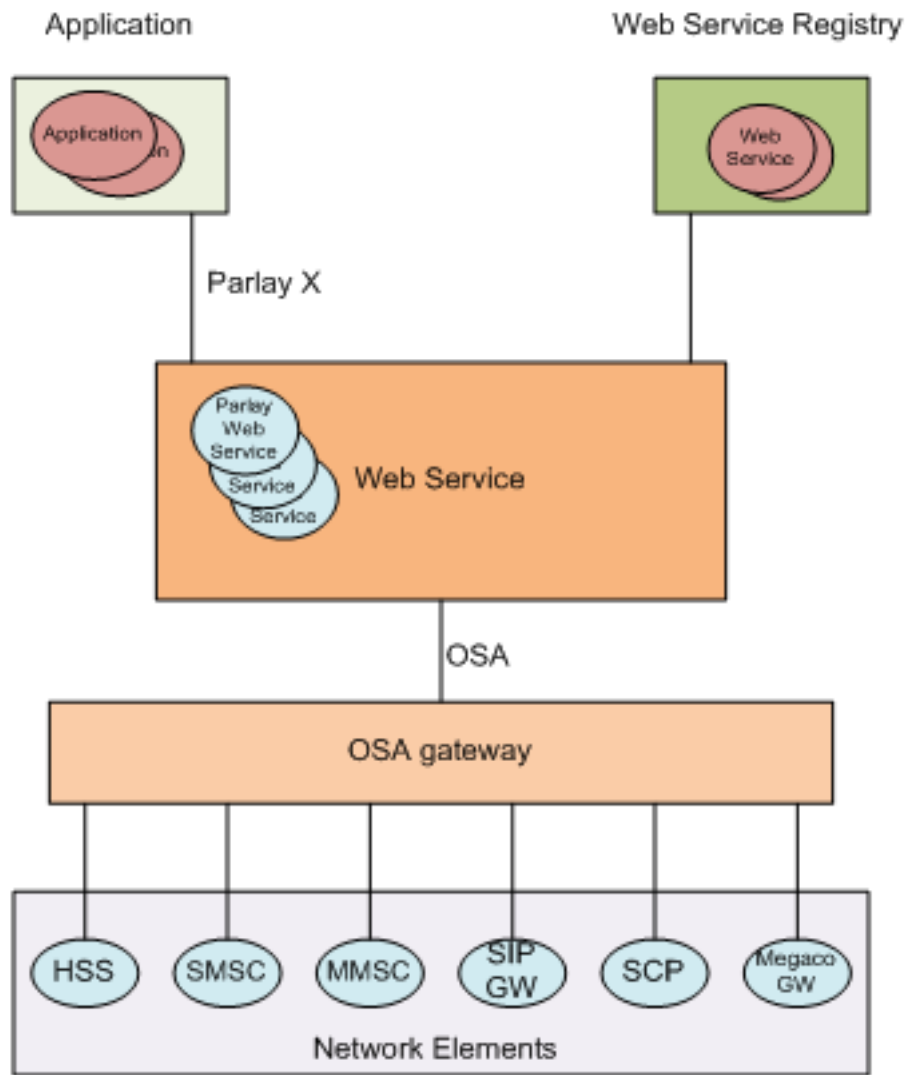 Application
Web Service Registry
Application
on
Web
Service
Parlay X
Parlay
Web
Service
Service
Service
Web Service
OSA
OSA gateway
HSS
SMSC
MMSC
SIP
GW
SCP
Megaco
GW
Network Elements